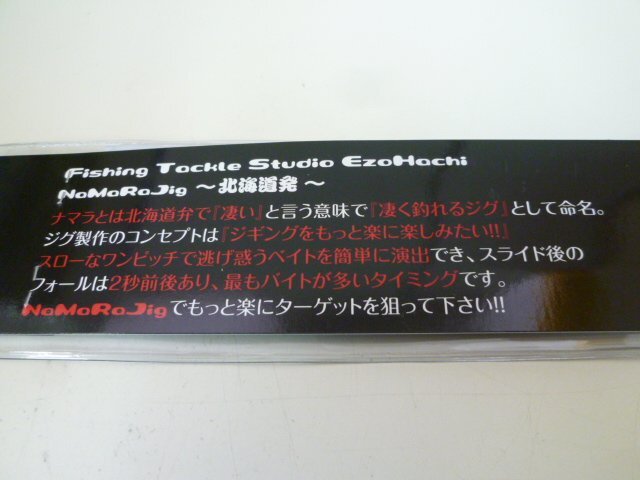 Fishing Tackle Studio EzoHachi
NaMaRaJig 〜北海道発〜
ナマラとは北海道弁で『凄い』と言う意味で『凄く釣れるジグ』として命名。
ジグ製作のコンセプトは『ジギングをもっと楽に楽しみたい!!』
スローなワンピッチで逃げ惑うベイトを簡単に演出でき、スライド後の
フォールは2秒前後あり、最もバイトが多いタイミングです。
NaMaRaJigでもっと楽にターゲットを狙って下さい!!